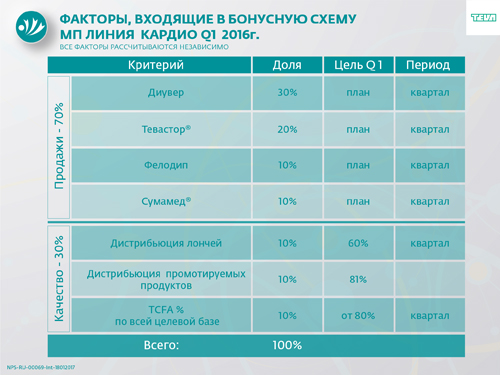 ФАКТОРЫ, ВХОДЯЩИЕ В БОНУСНУЮ СХЕМУ
МП ЛИНИЯ КАРДИО Q1 2016г.
ВСЕ ФАКТОРЫ РАССЧИТЫВАЮТСЯ НЕЗАВИСИМО
TEVA
Критерий Доля Цель Q1 Период
Продажи - 70%
Диувер 30% план квартал
Тевастор® 20% план квартал
Фелодип 10% план квартал
Сумамед® 10% план квартал
Качество - 30%
Дистрибьюция лончей 10% 60% квартал
Дистрибьюция промотируемых
продуктов 10% 81%
TCFA %
по всей целевой базе 10% от 80% квартал
Всего: 100%
NPS-RU-00069-Int-18012017